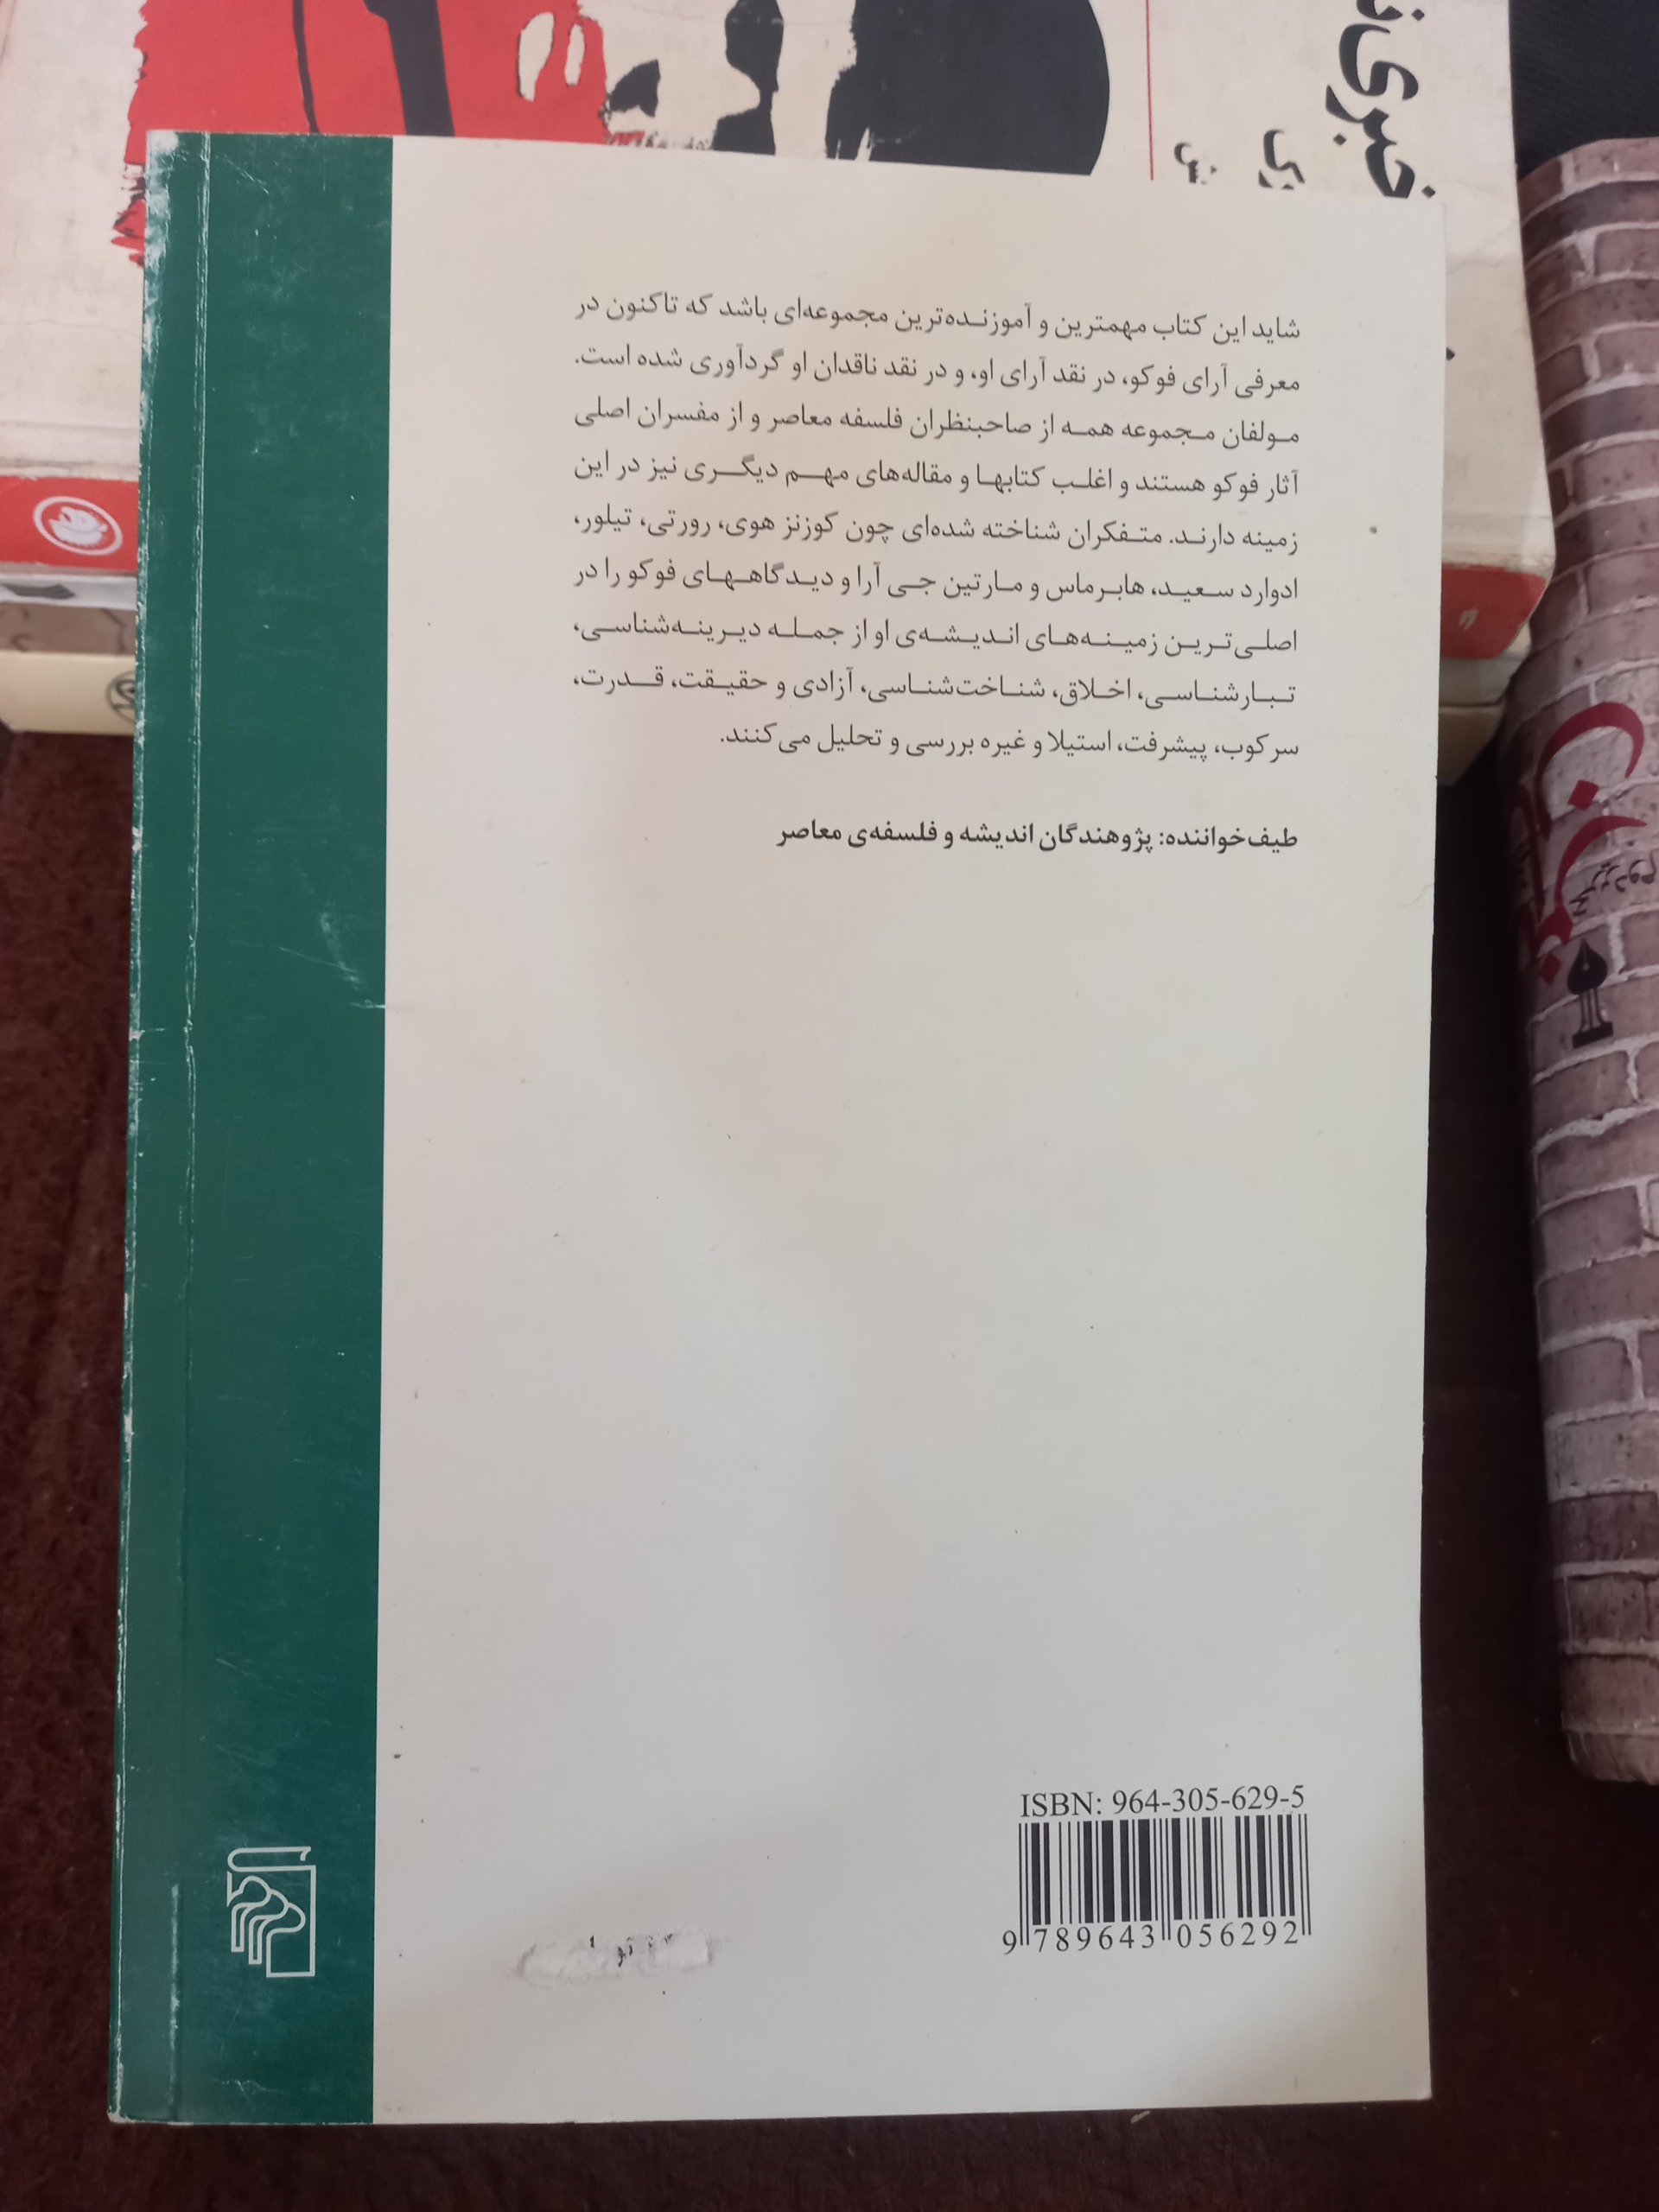 خبری
شاید این کتاب مهمترین و آموزنده‌ترین مجموعه‌ای باشد که تاکنون در
معرفی آرای فوکو، در نقد آرای او، و در نقد ناقدان او گردآوری شده است.
مولفان مجموعه همه از صاحبنظران فلسفه معاصر و از مفسران اصلی
آثار فوکو هستند و اغلب کتابها و مقاله‌های مهم دیگری نیز در این
زمینه دارند. متفکران شناخته شده‌ای چون کوزنز هوی، رورتی، تیلور،
ادوارد سعید، هابرماس و مارتین جی آرا و دیدگاههای فوکو را در
اصلی‌ترین زمینه‌های اندیشه‌ی او از جمله دیرینه‌شناسی،
تبارشناسی، اخلاق، شناخت‌شناسی، آزادی و حقیقت، قدرت،
سرکوب، پیشرفت، استیلا و غیره بررسی و تحلیل می‌کنند.
طیف خواننده: پژوهندگان اندیشه و فلسفه‌ی معاصر
ISBN: 964-305-629-5
9 789643 056292